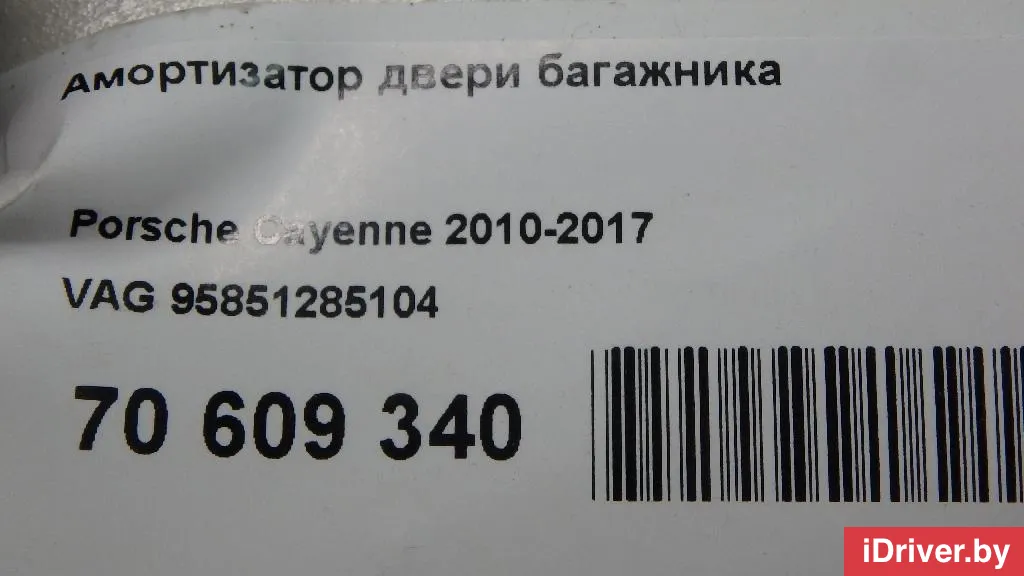 Амортизатор двери багажника
Porsche Cayenne 2010-2017
VAG 95851285104
70 609 340
iDriver.by